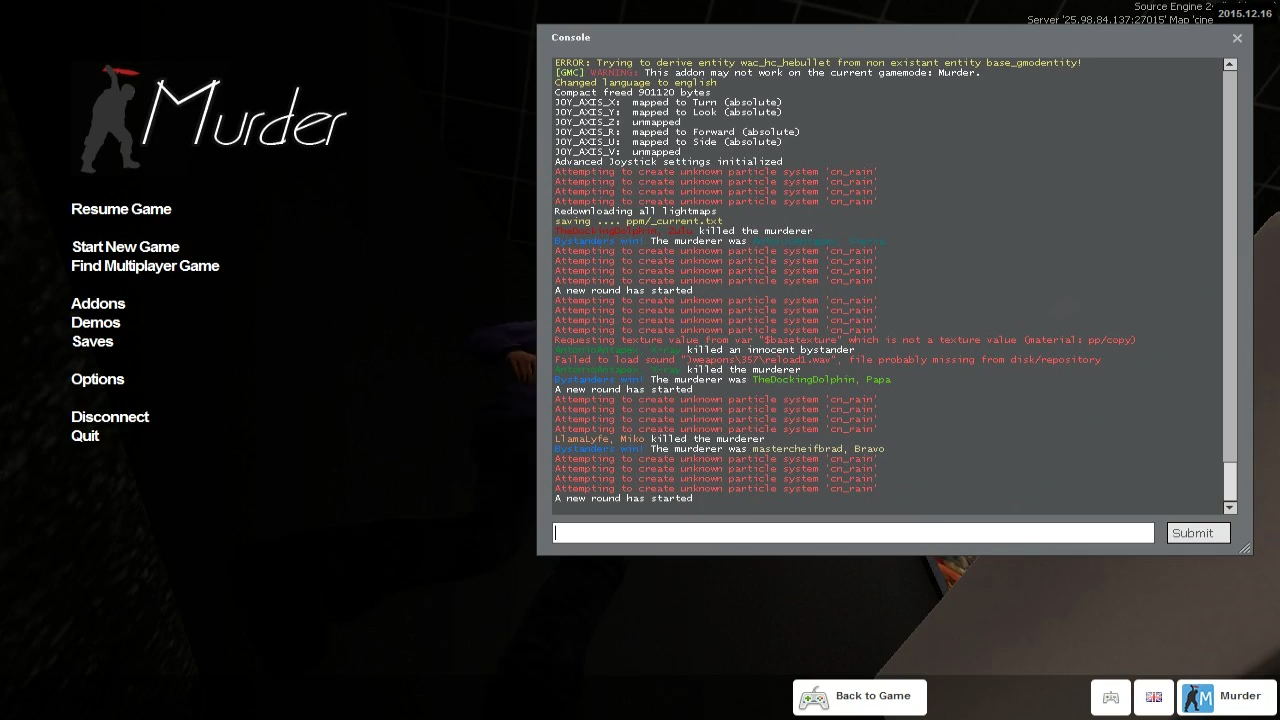 Source Engine 2
2015.12.16
Server '25.98.84.137:27015' Map 'cine
Console
Murder
Resume Game
Start New Game
Find Multiplayer Game
Addons
Demos
Saves
Options
Disconnect
Quit
ERROR: Trying to derive entity wac_hc_hebullet from non existant entity base_gmodentity!
[GMC] WARNING: This addon may not work on the current gamemode: Murder.
Changed language to english
Compact freed 901120 bytes
JOY_AXIS_X:  mapped to Turn (absolute)
JOY_AXIS_Y:  mapped to Look (absolute)
JOY_AXIS_Z:  unmapped
JOY_AXIS_R:  mapped to Forward (absolute)
JOY_AXIS_U:  mapped to Side (absolute)
JOY_AXIS_V:  unmapped
Advanced Joystick settings initialized
Attempting to create unknown particle system 'cn_rain'
Attempting to create unknown particle system 'cn_rain'
Attempting to create unknown particle system 'cn_rain'
Attempting to create unknown particle system 'cn_rain'
Redownloading all lightmaps
saving .... ppm/_current.txt
TheDockingDolphin, Zulu killed the murderer
Bystanders win! The murderer was
Attempting to create unknown particle system 'cn_rain'
Attempting to create unknown particle system 'cn_rain'
Attempting to create unknown particle system 'cn_rain'
Attempting to create unknown particle system 'cn_rain'
A new round has started
Attempting to create unknown particle system 'cn_rain'
Attempting to create unknown particle system 'cn_rain'
Attempting to create unknown particle system 'cn_rain'
Attempting to create unknown particle system 'cn_rain'
Requesting texture value from var "$basetexture" which is not a texture value (material: pp/copy)
X-ray killed an innocent bystander
Failed to load sound ")weapons\357\reload1.wav", file probably missing from disk/repository
X-ray killed the murderer
Bystanders win! The murderer was TheDockingDolphin, Papa
A new round has started
Attempting to create unknown particle system 'cn_rain'
Attempting to create unknown particle system 'cn_rain'
Attempting to create unknown particle system 'cn_rain'
Attempting to create unknown particle system 'cn_rain'
LlamaLyfe, Miko killed the murderer
Bystanders win! The murderer was mastercheifbrad, Bravo
Attempting to create unknown particle system 'cn_rain'
Attempting to create unknown particle system 'cn_rain'
Attempting to create unknown particle system 'cn_rain'
Attempting to create unknown particle system 'cn_rain'
A new round has started
Submit
Back to Game
M
Murder